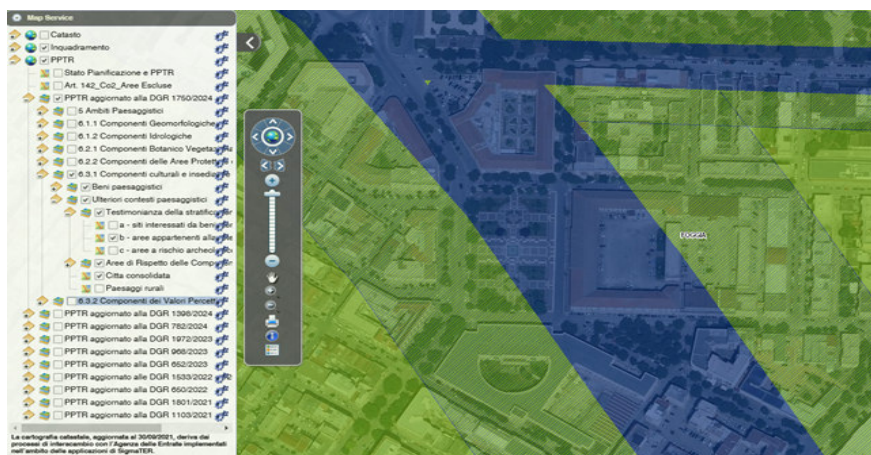 Map Service
Catasto
Inquadramento
PPTR
Stato Pianificazione e PPTR
Art. 142_Co2_Aree Escluse
PPTR aggiornato alla DGR 1750/2024
5 Ambiti Paesaggistici
6.1.1 Componenti Geomorfologiche
6.1.2 Componenti Idrologiche
6.2.1 Componenti Botanico Vegeta
6.2.2 Componenti delle Aree Protett
6.3.1 Componenti culturali e insedia
Beni paesaggistici
Ulteriori contesti paesaggistici
Testimonianza della stratific
a - siti interessati da ben
b - aree appartenenti alla
c - aree a rischio archeol
Aree di Rispetto delle Comp
Citta consolidata
Paesaggi rurali
6.3.2 Componenti dei Valori Percett
PPTR aggiornato alla DGR 1398/2024
PPTR aggiornato alla DGR 782/2024
PPTR aggiornato alla DGR 1972/2023
PPTR aggiornato alla DGR 968/2023
PPTR aggiornato alla DGR 652/2023
PPTR aggiornato alla DGR 1533/2022
PPTR aggiornato alla DGR 650/2022
PPTR aggiornato alla DGR 1801/2021
PPTR aggiornato alla DGR 1103/2021
La cartografia catastale, aggiornata al 30/09/2021, deriva dai
processi di interscambio con l'Agenzia delle Entrate implementati
nell'ambito delle applicazioni di SigmaTER.
FOGGIA